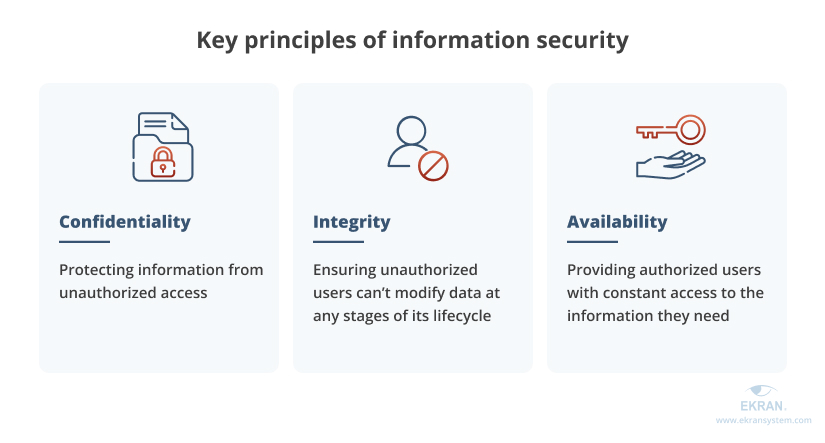 Key principles of information security
Confidentiality
Protecting information from
unauthorized access
Integrity
Ensuring unauthorized
users can’t modify data at
any stages of its lifecycle
Availability
Providing authorized users
with constant access to the
information they need
EKRAN.
www.ekransystem.com